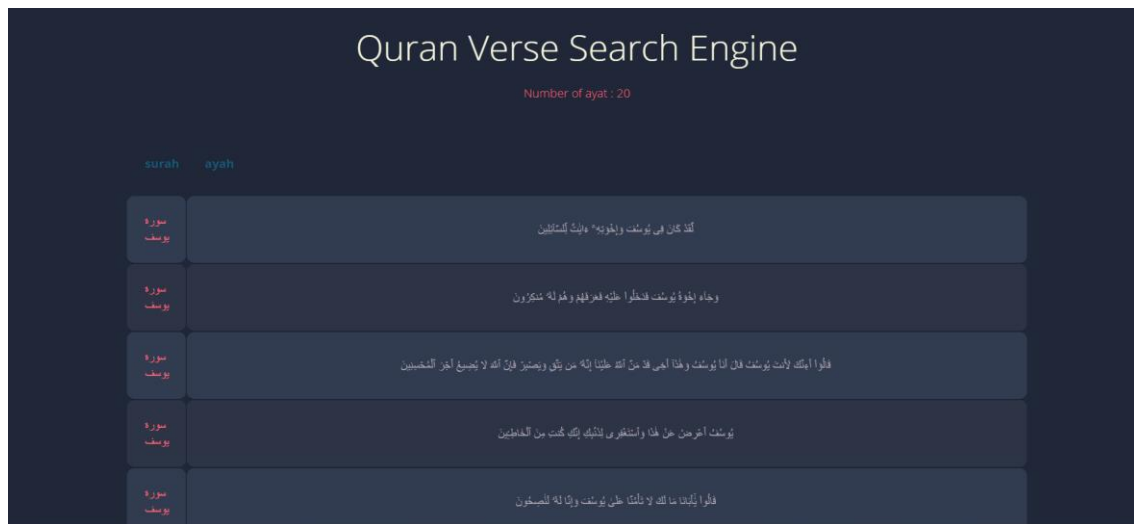 Quran Verse Search Engine
Number of ayat : 20
surah ayah
سورة
يوسف
لَّقَدْ كَانَ فِى يُوسُفَ وَإِخْوَتِهِۦٓ ءَايَٰتٌ لِّلسَّآئِلِينَ
سورة
يوسف
وَجَآءَ إِخْوَةُ يُوسُفَ فَدَخَلُوا۟ عَلَيْهِ فَعَرَفَهُمْ وَهُمْ لَهُۥ مُنكِرُونَ
سورة
يوسف
قَالُوٓا۟ أَءِنَّكَ لَأَنتَ يُوسُفُ قَالَ أَنَا۠ يُوسُفُ وَهَٰذَآ أَخِى قَدْ مَنَّ ٱللَّهُ عَلَيْنَآ إِنَّهُۥ مَن يَتَّقِ وَيَصْبِرْ فَإِنَّ ٱللَّهَ لَا يُضِيعُ أَجْرَ ٱلْمُحْسِنِينَ
سورة
يوسف
يُوسُفُ أَعْرِضْ عَنْ هَٰذَا وَٱسْتَغْفِرِى لِذَنۢبِكِ إِنَّكِ كُنتِ مِنَ ٱلْخَاطِـِٔينَ
سورة
يوسف
قَالُوا۟ يَٰٓأَبَانَا مَا لَكَ لَا تَأْمَ۫نَّا عَلَىٰ يُوسُفَ وَإِنَّا لَهُۥ لَنَٰصِحُونَ